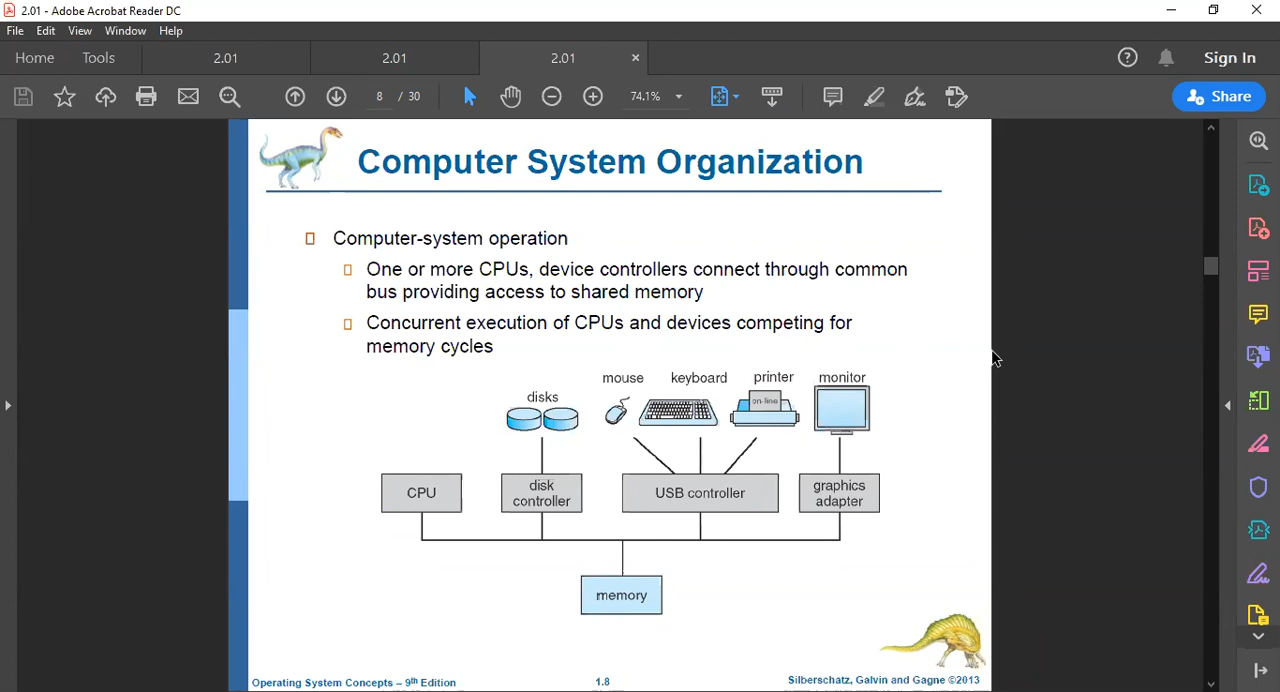 2.01 - Adobe Acrobat Reader DC
File Edit View Window Help
Home Tools 2.01 2.01 2.01 Sign In
8 / 30 74.1% Share
Computer System Organization
Computer-system operation
One or more CPUs, device controllers connect through common
bus providing access to shared memory
Concurrent execution of CPUs and devices competing for
memory cycles
mouse keyboard printer monitor
disks
on-line
CPU
disk
controller
USB controller
graphics
adapter
memory
Operating System Concepts – 9th Edition
1.8
Silberschatz, Galvin and Gagne ©2013